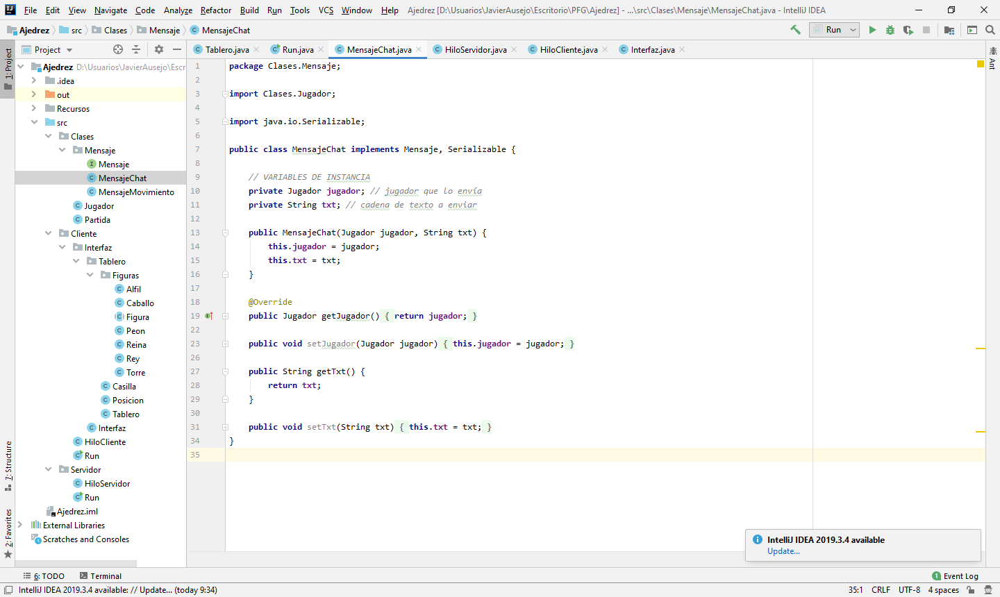 File Edit View Navigate Code Analyze Refactor Build Run Tools VCS Window Help Ajedrez [D:\Usuarios\JavierAusejo\Escritorio\PFG\Ajedrez] - ...\src\Clases\Mensaje\MensajeChat.java - IntelliJ IDEA
Ajedrez src Clases Mensaje MensajeChat Run
Project Tablero.java Run.java MensajeChat.java HiloServidor.java HiloCliente.java Interfaz.java
1: Project
Ajedrez D:\Usuarios\JavierAusejo\Escr
.idea
out
Recursos
src
Clases
Mensaje
Mensaje
MensajeChat
MensajeMovimiento
Jugador
Partida
Cliente
Interfaz
Tablero
Figuras
Alfil
Caballo
Figura
Peon
Reina
Rey
Torre
Casilla
Posicion
Tablero
Interfaz
HiloCliente
Run
Servidor
HiloServidor
Run
Ajedrez.iml
External Libraries
Scratches and Consoles
7: Structure
2: Favorites
1 package Clases.Mensaje;
2
3 import Clases.Jugador;
4
5 import java.io.Serializable;
6
7 public class MensajeChat implements Mensaje, Serializable {
8
9 // VARIABLES DE INSTANCIA
10 private Jugador jugador; // jugador que lo envía
11 private String txt; // cadena de texto a enviar
12
13 public MensajeChat(Jugador jugador, String txt) {
14 this.jugador = jugador;
15 this.txt = txt;
16 }
17
18 @Override
19 public Jugador getJugador() { return jugador; }
22
23 public void setJugador(Jugador jugador) { this.jugador = jugador; }
26
27 public String getTxt() {
28 return txt;
29 }
30
31 public void setTxt(String txt) { this.txt = txt; }
34 }
35
Ant
IntelliJ IDEA 2019.3.4 available
Update...
6: TODO Terminal 1 Event Log
IntelliJ IDEA 2019.3.4 available: // Update... (today 9:34) 35:1 CRLF UTF-8 4 spaces